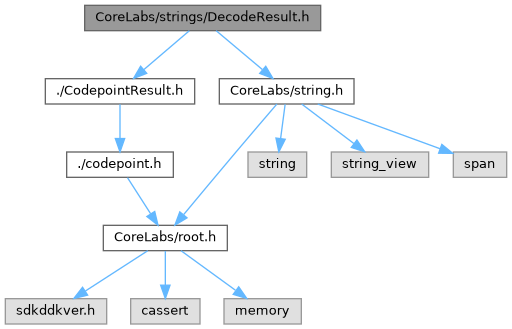 CoreLabs/strings/DecodeResult.h
./CodepointResult.h
CoreLabs/string.h
./codepoint.h
string
string_view
span
CoreLabs/root.h
sdkddkver.h
cassert
memory